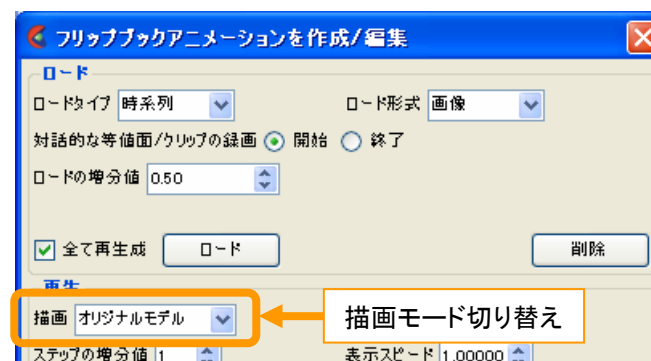 フリップブックアニメーションを作成/編集
ロード
ロードタイプ 時系列 ロード形式 画像
対話的な等値面/クリップの録画 開始 終了
ロードの増分値 0.50
全て再生成 ロード 削除
再生
描画 オリジナルモデル 描画モード切り替え
ステップの増分値 1 表示スピード 1.00000